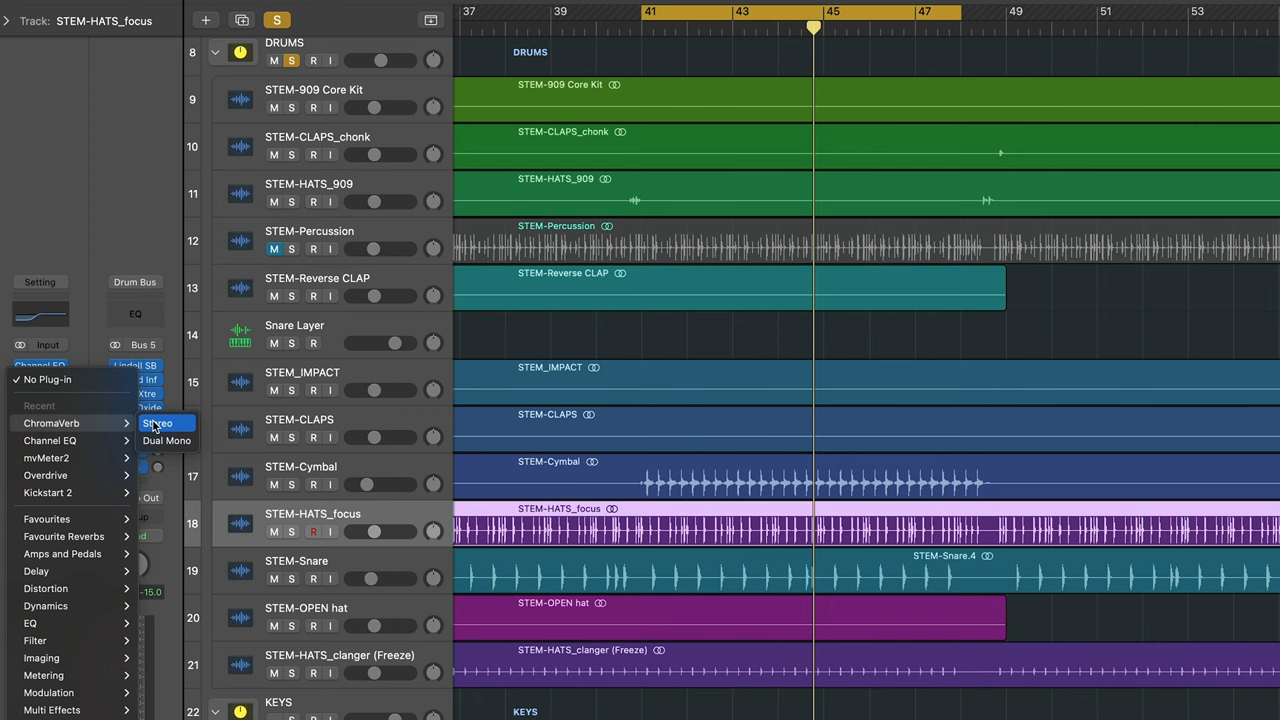 Track: STEM-HATS_focus
S
37 39 41 43 45 47 49 51 53
8 DRUMS
M S R I
DRUMS
9 STEM-909 Core Kit
M S R I
STEM-909 Core Kit
10 STEM-CLAPS_chonk
M S R I
STEM-CLAPS_chonk
11 STEM-HATS_909
M S R I
STEM-HATS_909
12 STEM-Percussion
M S R I
STEM-Percussion
13 STEM-Reverse CLAP
M S R I
STEM-Reverse CLAP
14 Snare Layer
M S R
15 STEM_IMPACT
M S R I
STEM_IMPACT
16 STEM-CLAPS
M S R I
STEM-CLAPS
17 STEM-Cymbal
M S R I
STEM-Cymbal
18 STEM-HATS_focus
M S R I
STEM-HATS_focus
19 STEM-Snare
M S R I
STEM-Snare.4
20 STEM-OPEN hat
M S R I
STEM-OPEN hat
21 STEM-HATS_clanger (Freeze)
M S R I
STEM-HATS_clanger (Freeze)
22 KEYS
KEYS
Setting
Drum Bus
EQ
Input
Bus 5
Channel EQ
Lindell SB
d Inf
Xtre
Oxide
Out
-15.0
✓ No Plug-in
Recent
ChromaVerb
Channel EQ
mvMeter2
Overdrive
Kickstart 2
Favourites
Favourite Reverbs
Amps and Pedals
Delay
Distortion
Dynamics
EQ
Filter
Imaging
Metering
Modulation
Multi Effects
Stereo
Dual Mono